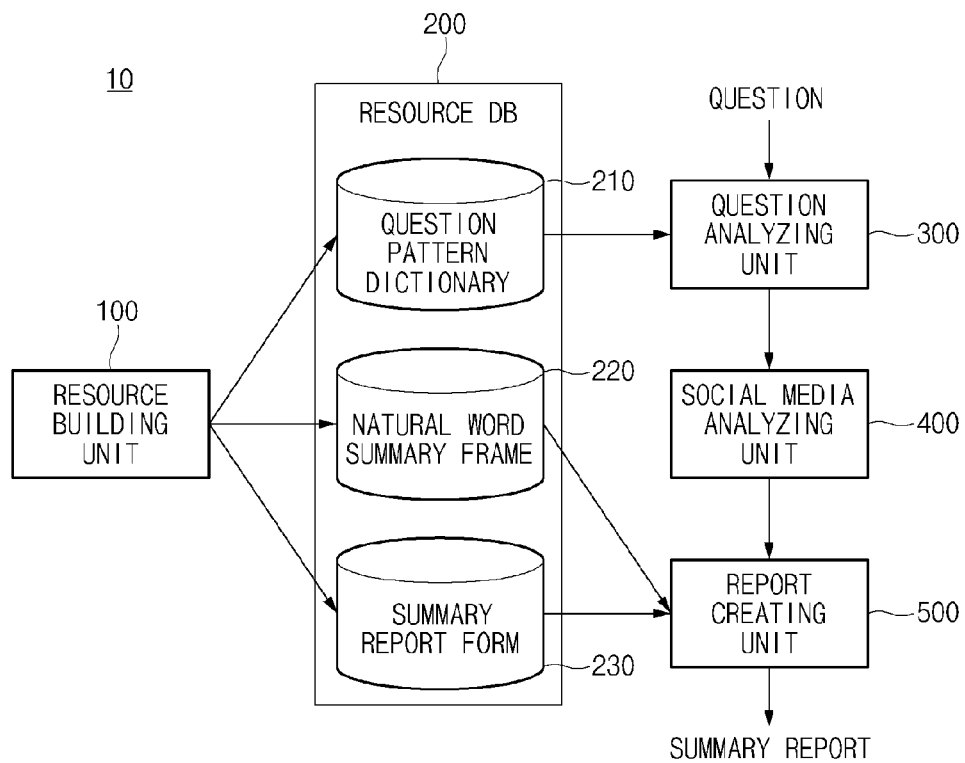 10
200
RESOURCE DB
210
QUESTION
PATTERN
DICTIONARY
220
NATURAL WORD
SUMMARY FRAME
SUMMARY
REPORT FORM
230
100
RESOURCE
BUILDING
UNIT
QUESTION
QUESTION
ANALYZING
UNIT
300
SOCIAL MEDIA
ANALYZING
UNIT
400
REPORT
CREATING
UNIT
500
SUMMARY REPORT